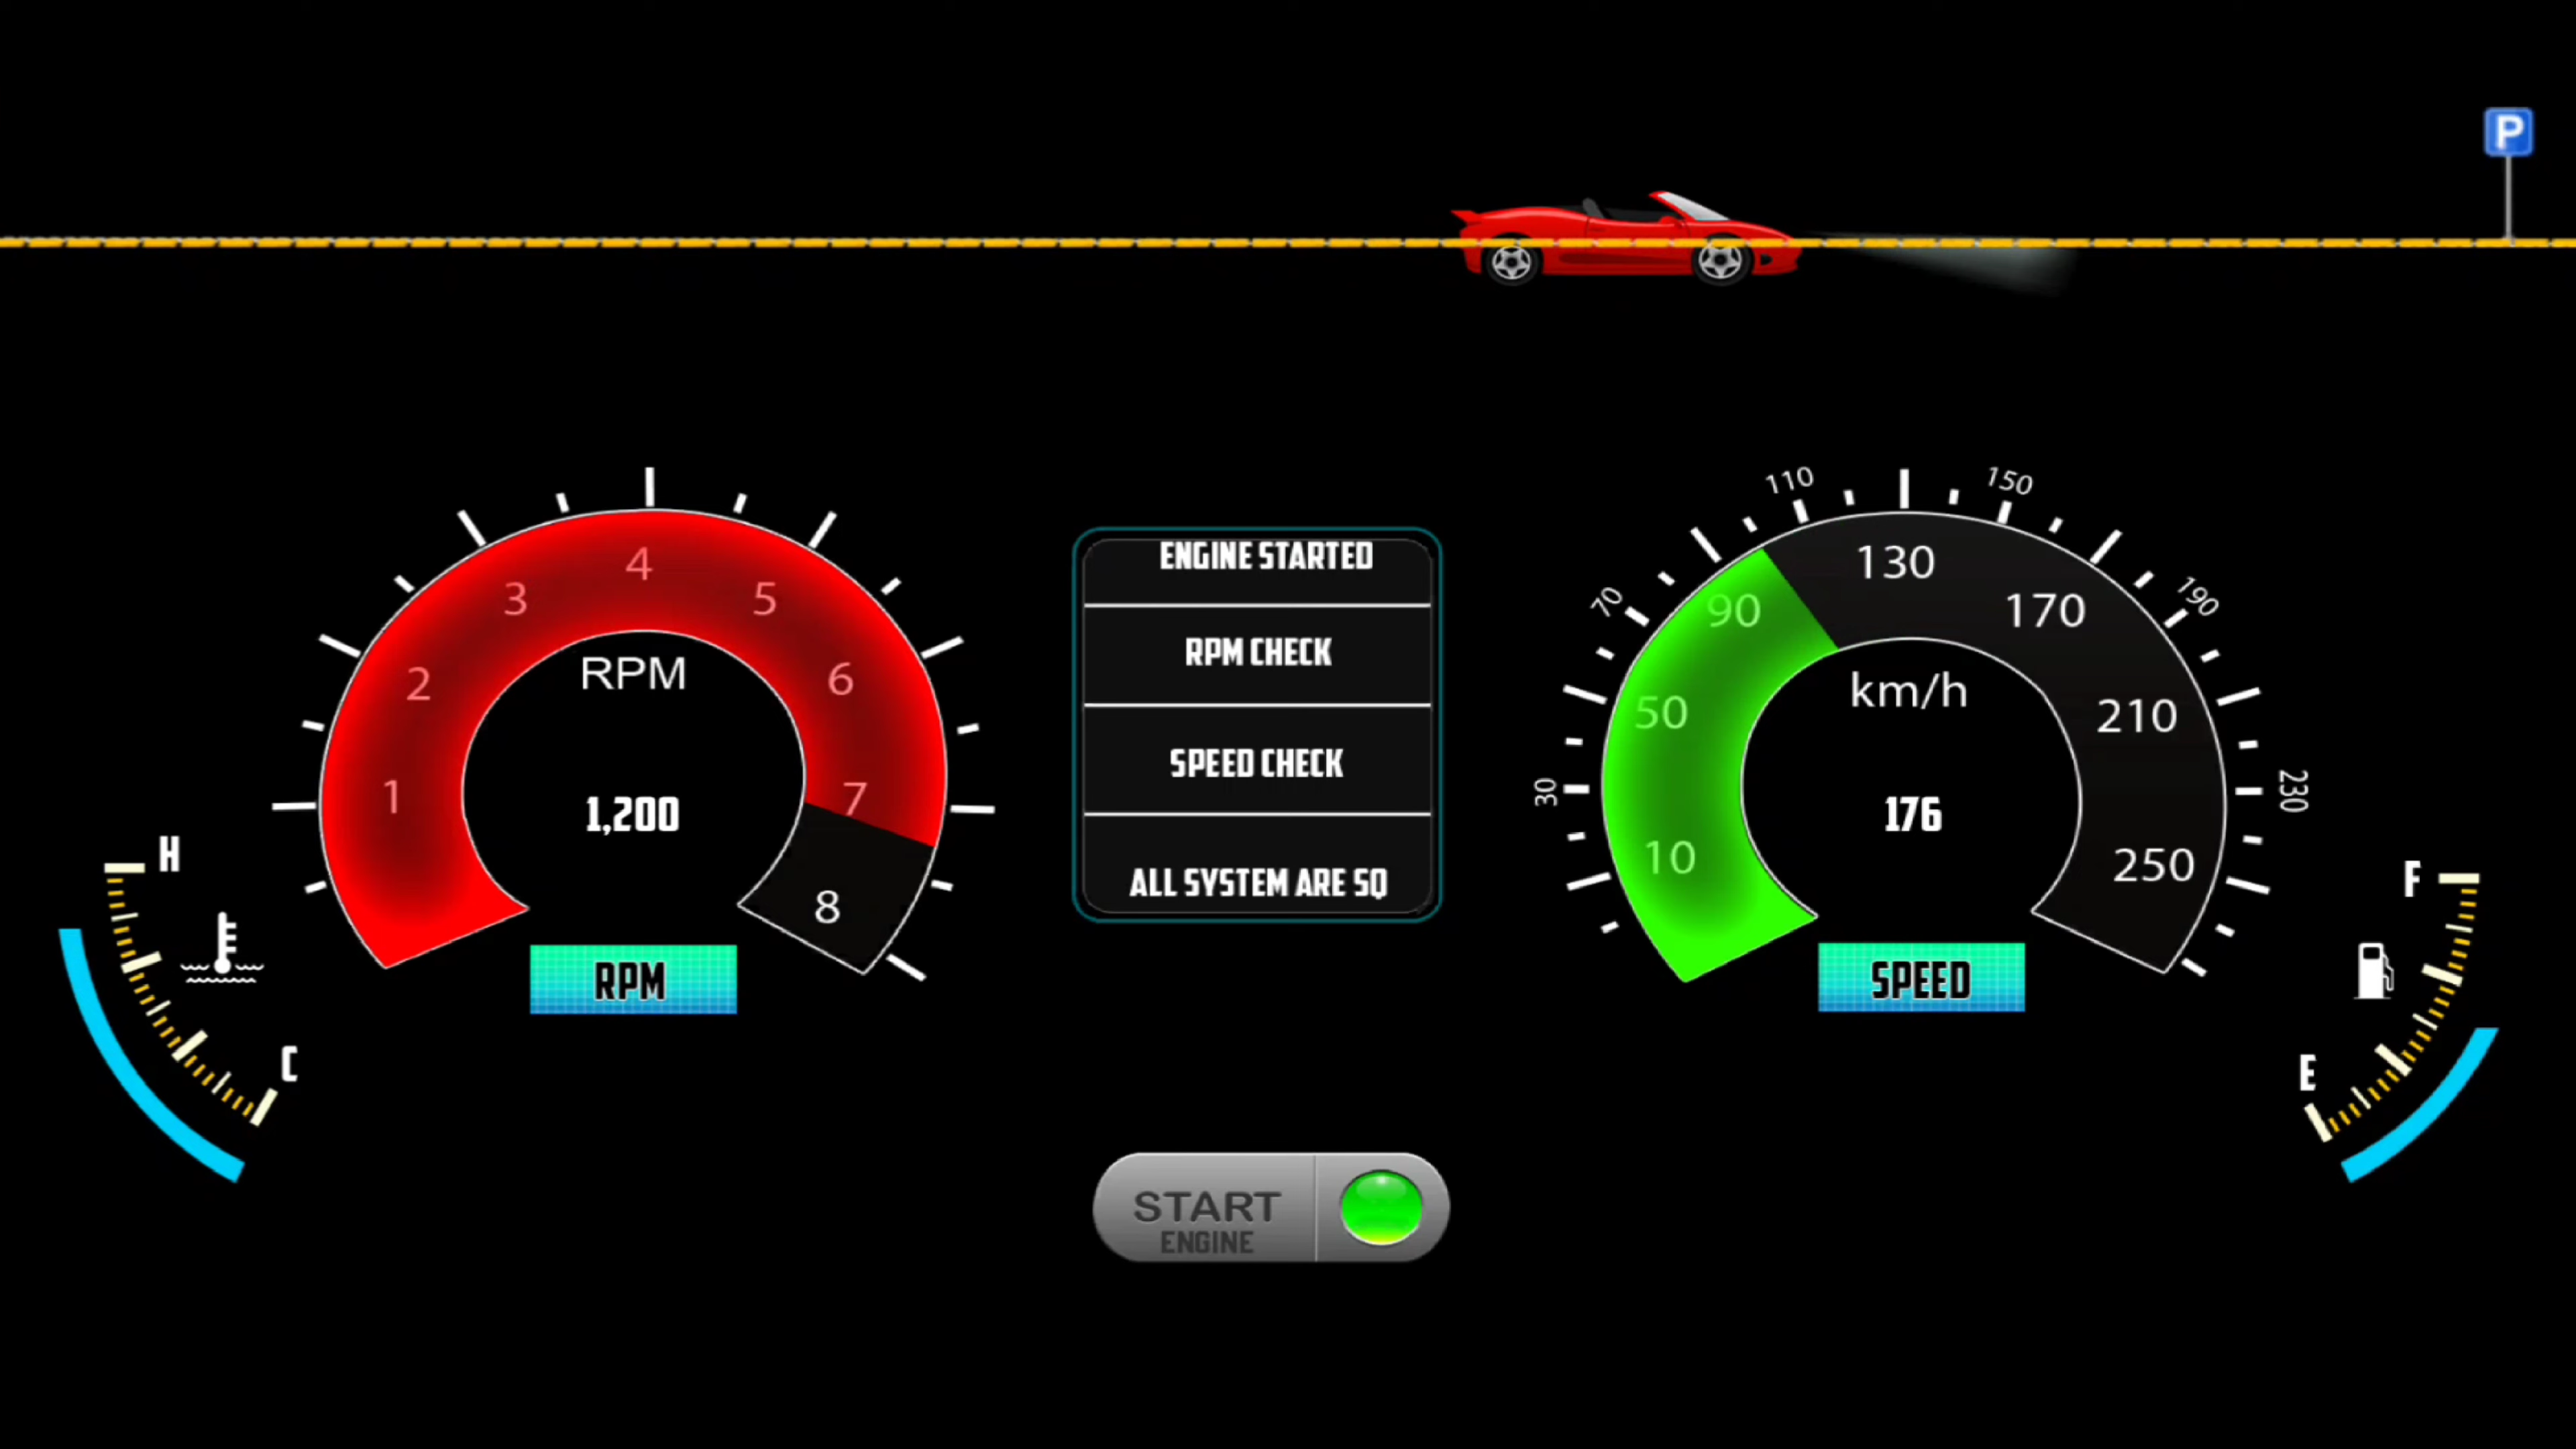 P
110
150
130
4
3
5
70
90
170
190
RPM
2
6
km/h
50
210
ENGINE STARTED
RPM CHECK
SPEED CHECK
ALL SYSTEM ARE SQ
1
7
30
230
1,200
176
H
10
250
F
8
RPM
SPEED
C
E
START
ENGINE